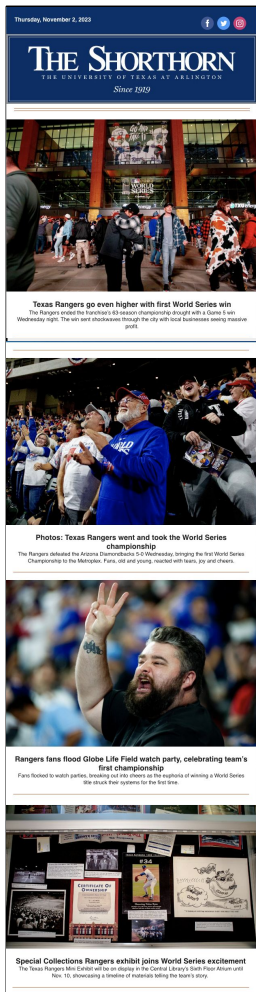 Thursday, November 2, 2023
THE SHORTHORN
THE UNIVERSITY OF TEXAS AT ARLINGTON
Since 1919
WORLD
SERIES
Texas Rangers go even higher with first World Series win
The Rangers ended the franchise's 63-season championship drought with a Game 5 win
Wednesday night. The win sent shockwaves through the city with local businesses seeing massive
profit.
Photos: Texas Rangers went and took the World Series
championship
The Rangers defeated the Arizona Diamondbacks 5-0 Wednesday, bringing the first World Series
Championship to the Metroplex. Fans, old and young, reacted with tears, joy and cheers.
Rangers fans flood Globe Life Field watch party, celebrating team's
first championship
Fans flocked to watch parties, breaking out into cheers as the euphoria of winning a World Series
title struck their systems for the first time.
CERTIFICATE OF
OWNERSHIP
#34
Special Collections Rangers exhibit joins World Series excitement
The Texas Rangers Mini Exhibit will be on display in the Central Library's Sixth Floor Atrium until
Nov. 10, showcasing a timeline of materials telling the team's story.